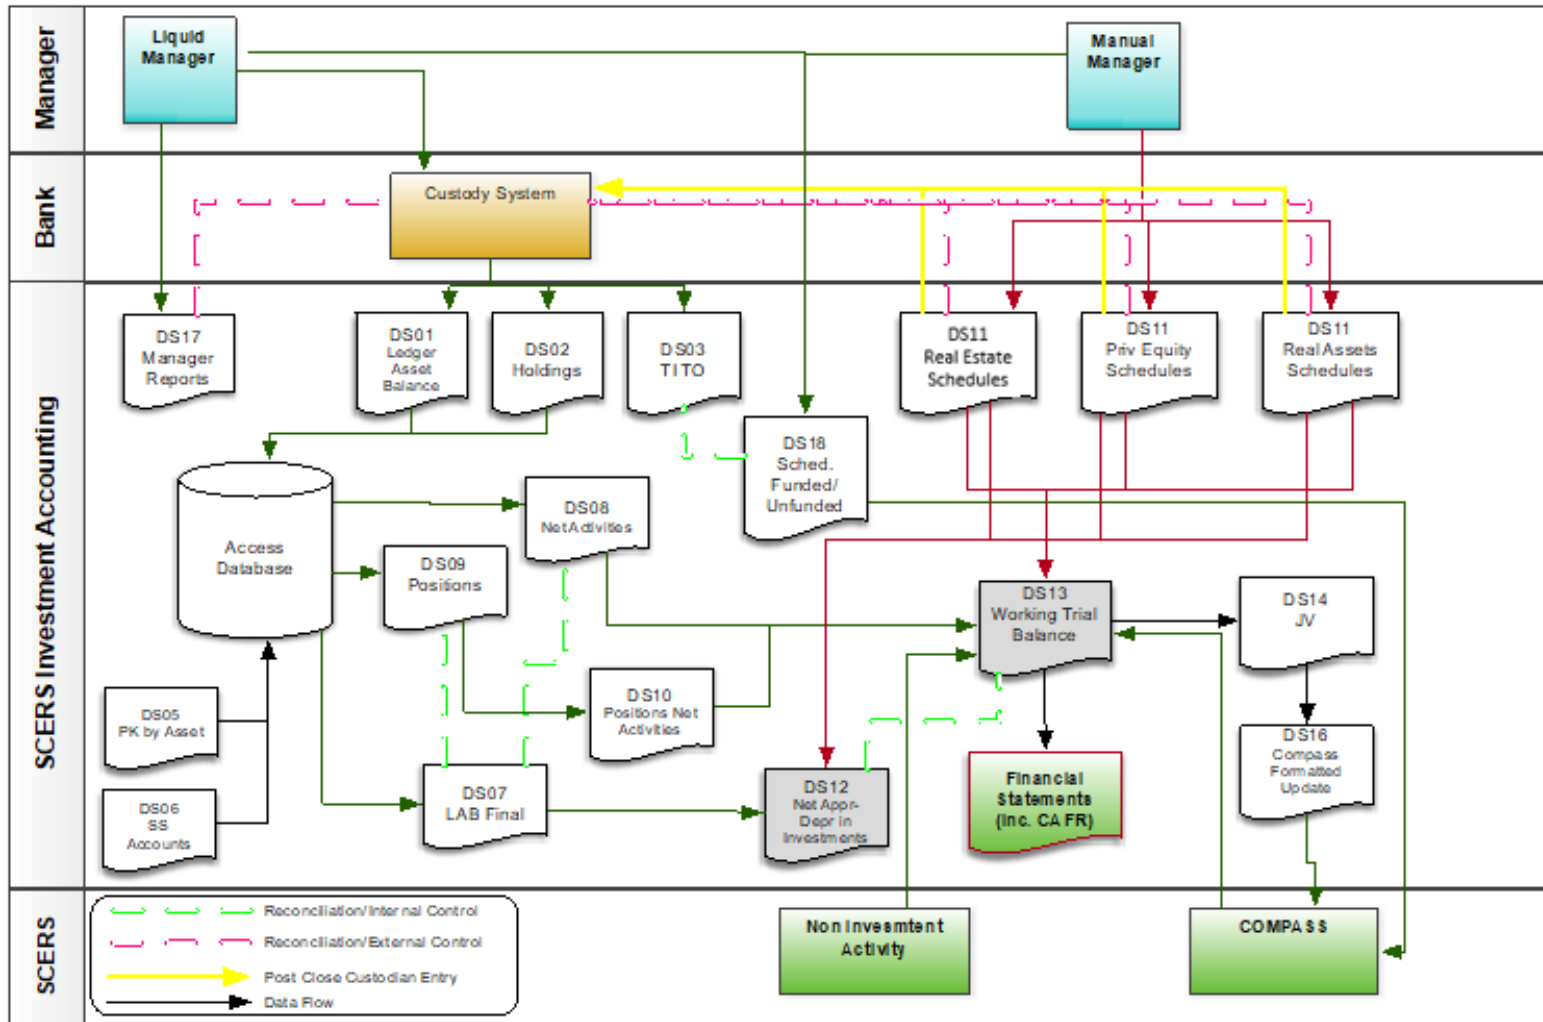 Manager
Liquid
Manager
Manual
Manager
Bank
Custody System
SCERS Investment Accounting
DS17
Manager
Reports
DS01
Ledger
Asset
Balance
DS02
Holdings
DS03
TITO
DS11
Real Estate
Schedules
DS11
Priv Equity
Schedules
DS11
Real Assets
Schedules
DS18
Sched.
Funded/
Unfunded
Access
Database
DS08
Net Activities
DS09
Positions
DS05
PK by Asset
DS06
SS
Accounts
DS10
Positions Net
Activities
DS07
LAB Final
DS12
Net Appr-
Depr in
Investments
DS13
Working Trial
Balance
DS14
JV
DS16
Compass
Formatted
Update
Financial
Statements
(Inc. CAFR)
SCERS
Reconciliation/Internal Control
Reconciliation/External Control
Post Close Custodian Entry
Data Flow
Non Invesmtent
Activity
COMPASS